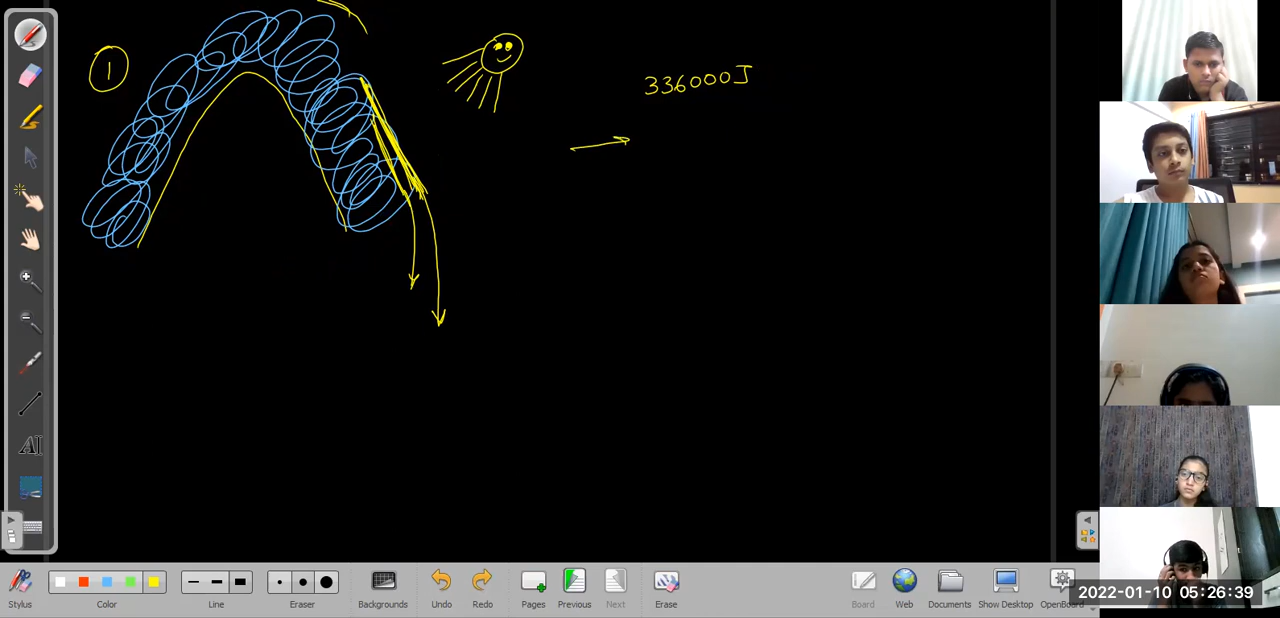 1
336000J
AI
Stylus
Color
Line
Eraser
Backgrounds
Undo
Redo
Pages
Previous
Next
Erase
Board
Web
Documents
Show Desktop
OpenBoard
2022-01-10 05:26:39